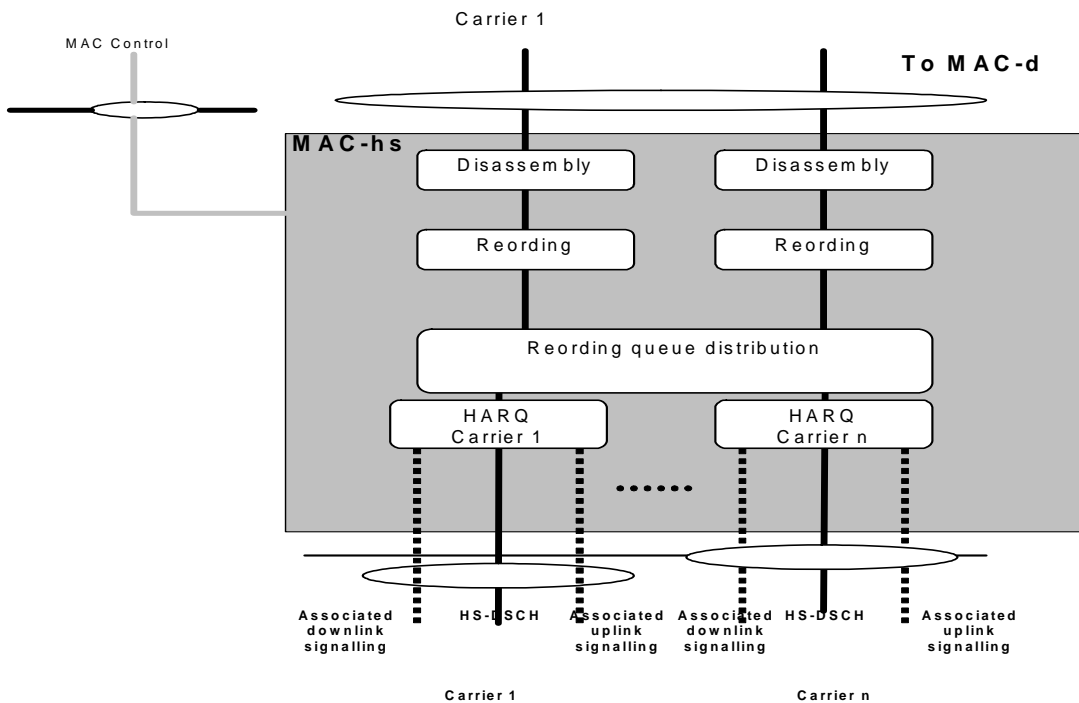 Carrier 1
MAC Control
To MAC-d
MAC-hs
Disassembly Disassembly
Reording Reording
Reording queue distribution
HARQ HARQ
Carrier 1 Carrier n
Associated HS-DSCH Associated Associated HS-DSCH Associated
downlink uplink downlink uplink
signalling signalling signalling signalling
Carrier 1 Carrier n